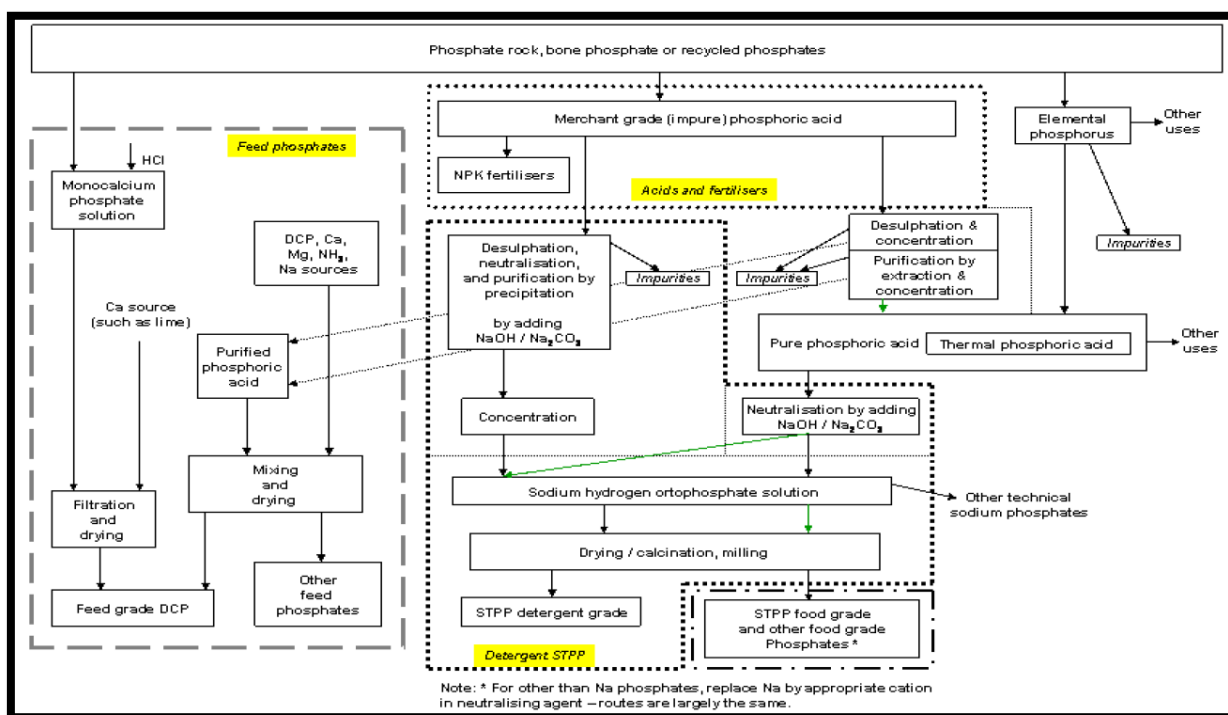 Phosphate rock, bone phosphate or recycled phosphates
Merchant grade (impure) phosphoric acid
Elemental
phosphorus
Other
uses
Feed phosphates
HCl
Monocalcium
phosphate
solution
NPK fertilisers
Acids and fertilisers
DCP, Ca,
Mg, NH₃,
Na sources
Desulphation,
neutralisation,
and purification by
precipitation
by adding
NaOH / Na₂CO₃
Impurities
Impurities
Desulphation &
concentration
Purification by
extraction &
concentration
Impurities
Ca source
(such as lime)
Purified
phosphoric
acid
Pure phosphoric acid
Thermal phosphoric acid
Other
uses
Concentration
Neutralisation by adding
NaOH / Na₂CO₃
Mixing
and
drying
Filtration
and
drying
Sodium hydrogen ortophosphate solution
Other technical
sodium phosphates
Drying / calcination, milling
Feed grade DCP
Other
feed
phosphates
STPP detergent grade
STPP food grade
and other food grade
Phosphates *
Detergent STPP
Note: * For other than Na phosphates, replace Na by appropriate cation
in neutralising agent – routes are largely the same.